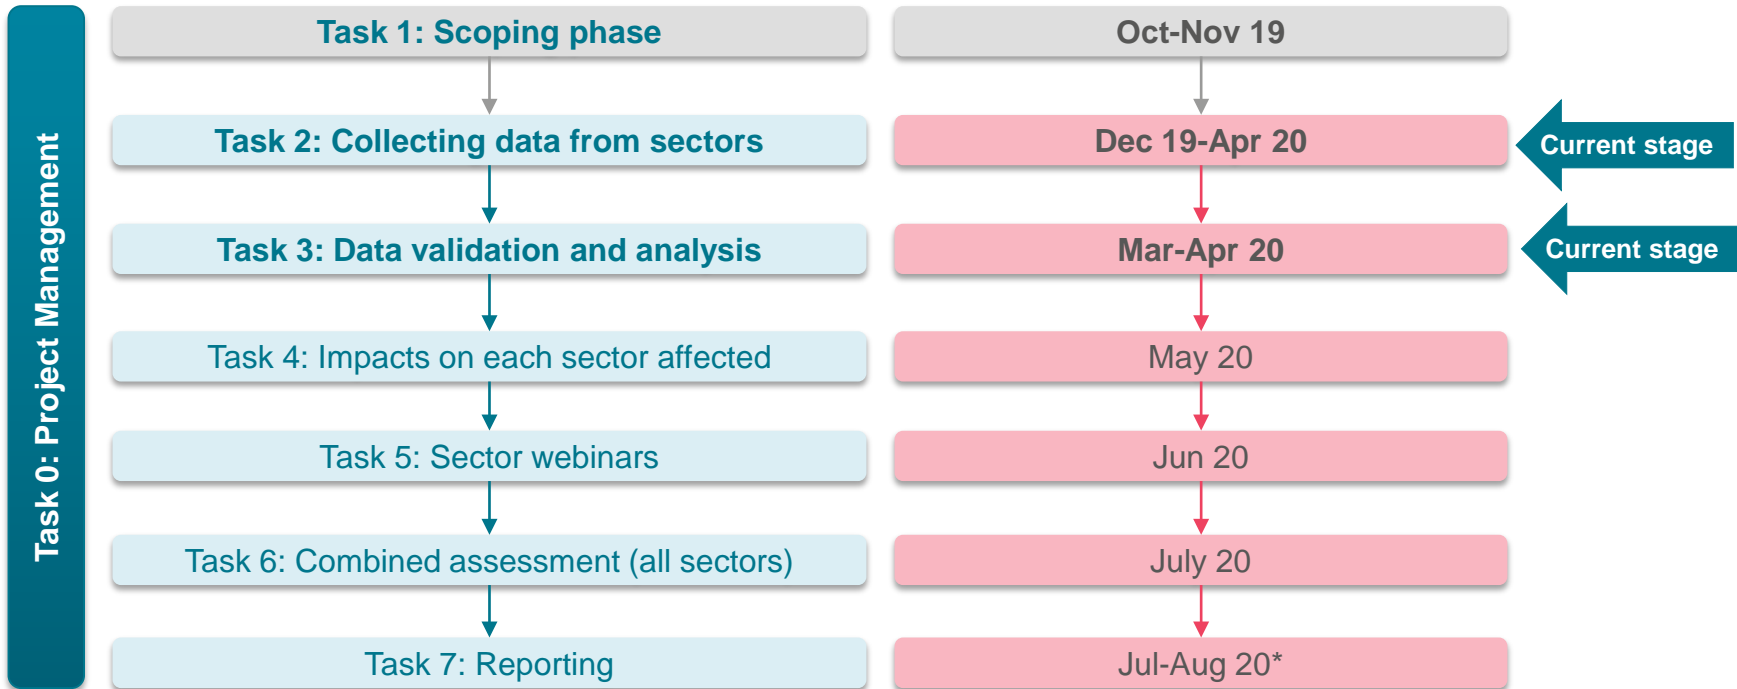 Task 0: Project Management
Task 1: Scoping phase
Oct-Nov 19
Task 2: Collecting data from sectors
Dec 19-Apr 20
Current stage
Task 3: Data validation and analysis
Mar-Apr 20
Current stage
Task 4: Impacts on each sector affected
May 20
Task 5: Sector webinars
Jun 20
Task 6: Combined assessment (all sectors)
July 20
Task 7: Reporting
Jul-Aug 20*